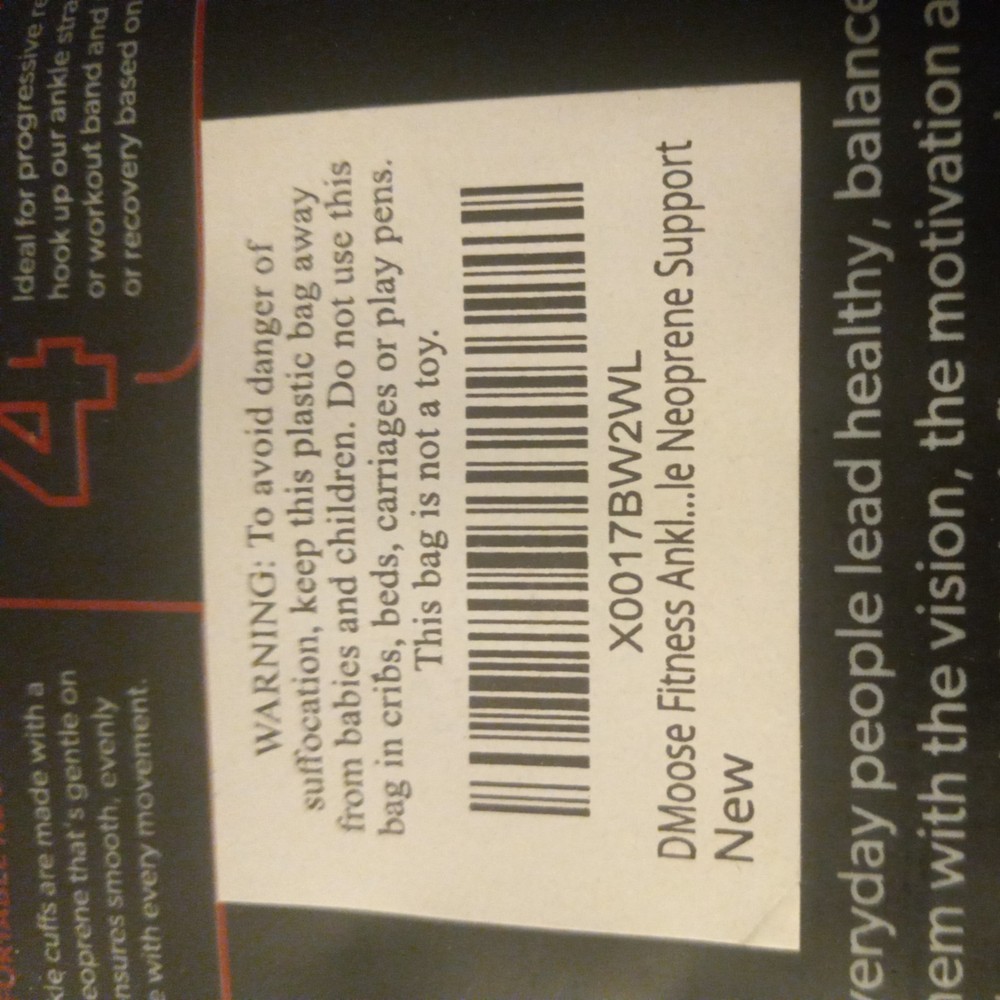 kle cuffs are made with a
eoprene that's gentle on
nsures smooth, evenly
e with every movement.
4
Ideal for progressive re
hook up our ankle stra
or workout band and
or recovery based on
WARNING: To avoid danger of
suffocation, keep this plastic bag away
from babies and children. Do not use this
bag in cribs, beds, carriages or play pens.
This bag is not a toy.
X0017BW2WL
DMoose Fitness Ankl...le Neoprene Support
New
veryday people lead healthy, balance
em with the vision, the motivation a